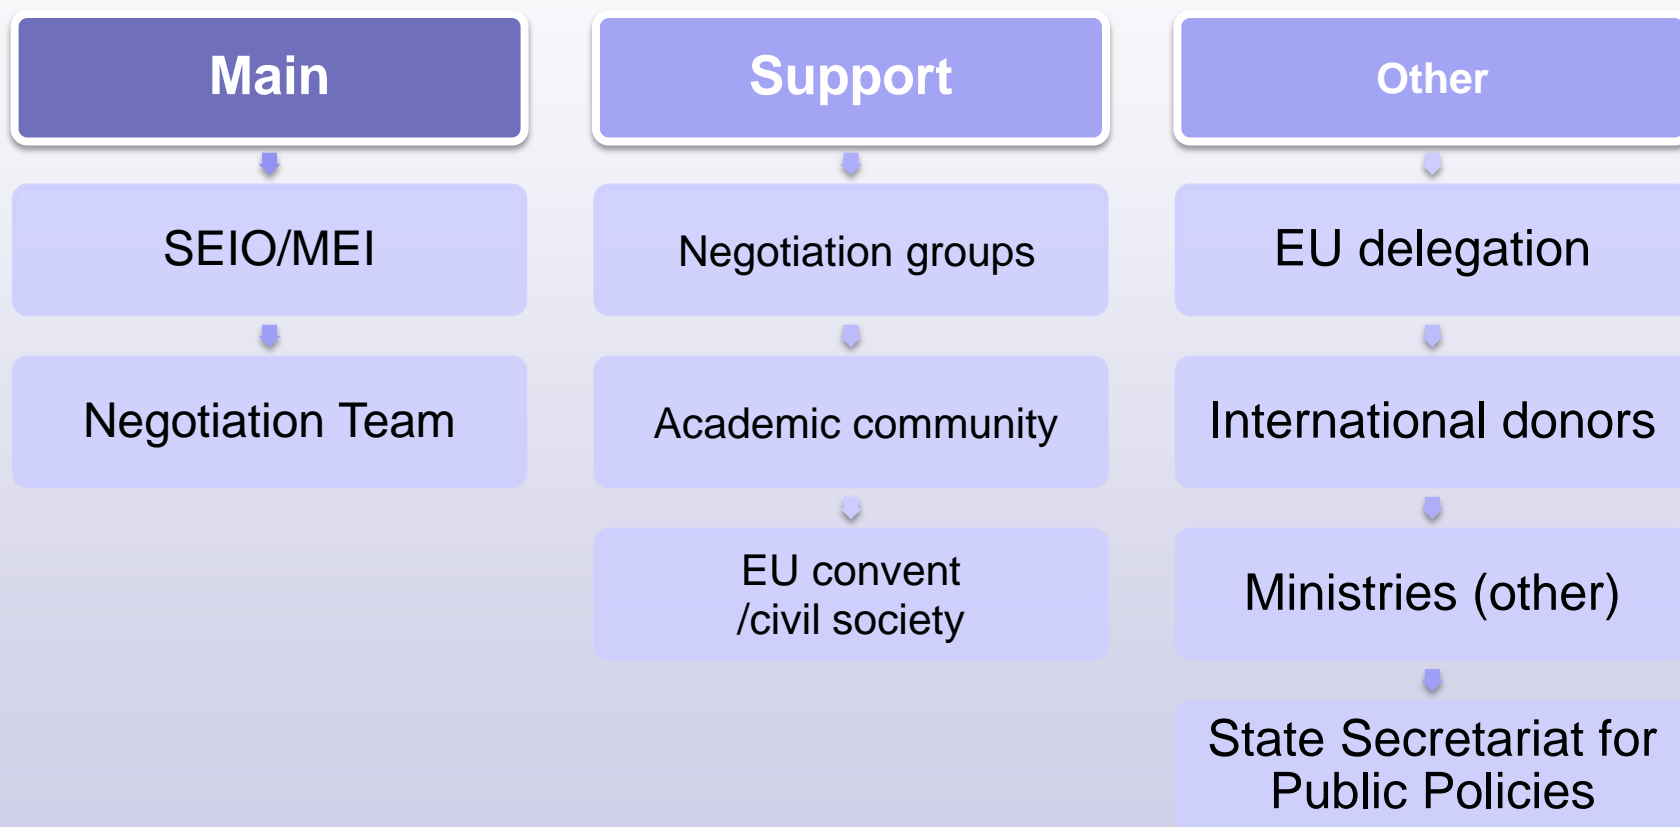 Main
SEIO/MEI
Negotiation Team
Support
Negotiation groups
Academic community
EU convent
/civil society
Other
EU delegation
International donors
Ministries (other)
State Secretariat for
Public Policies